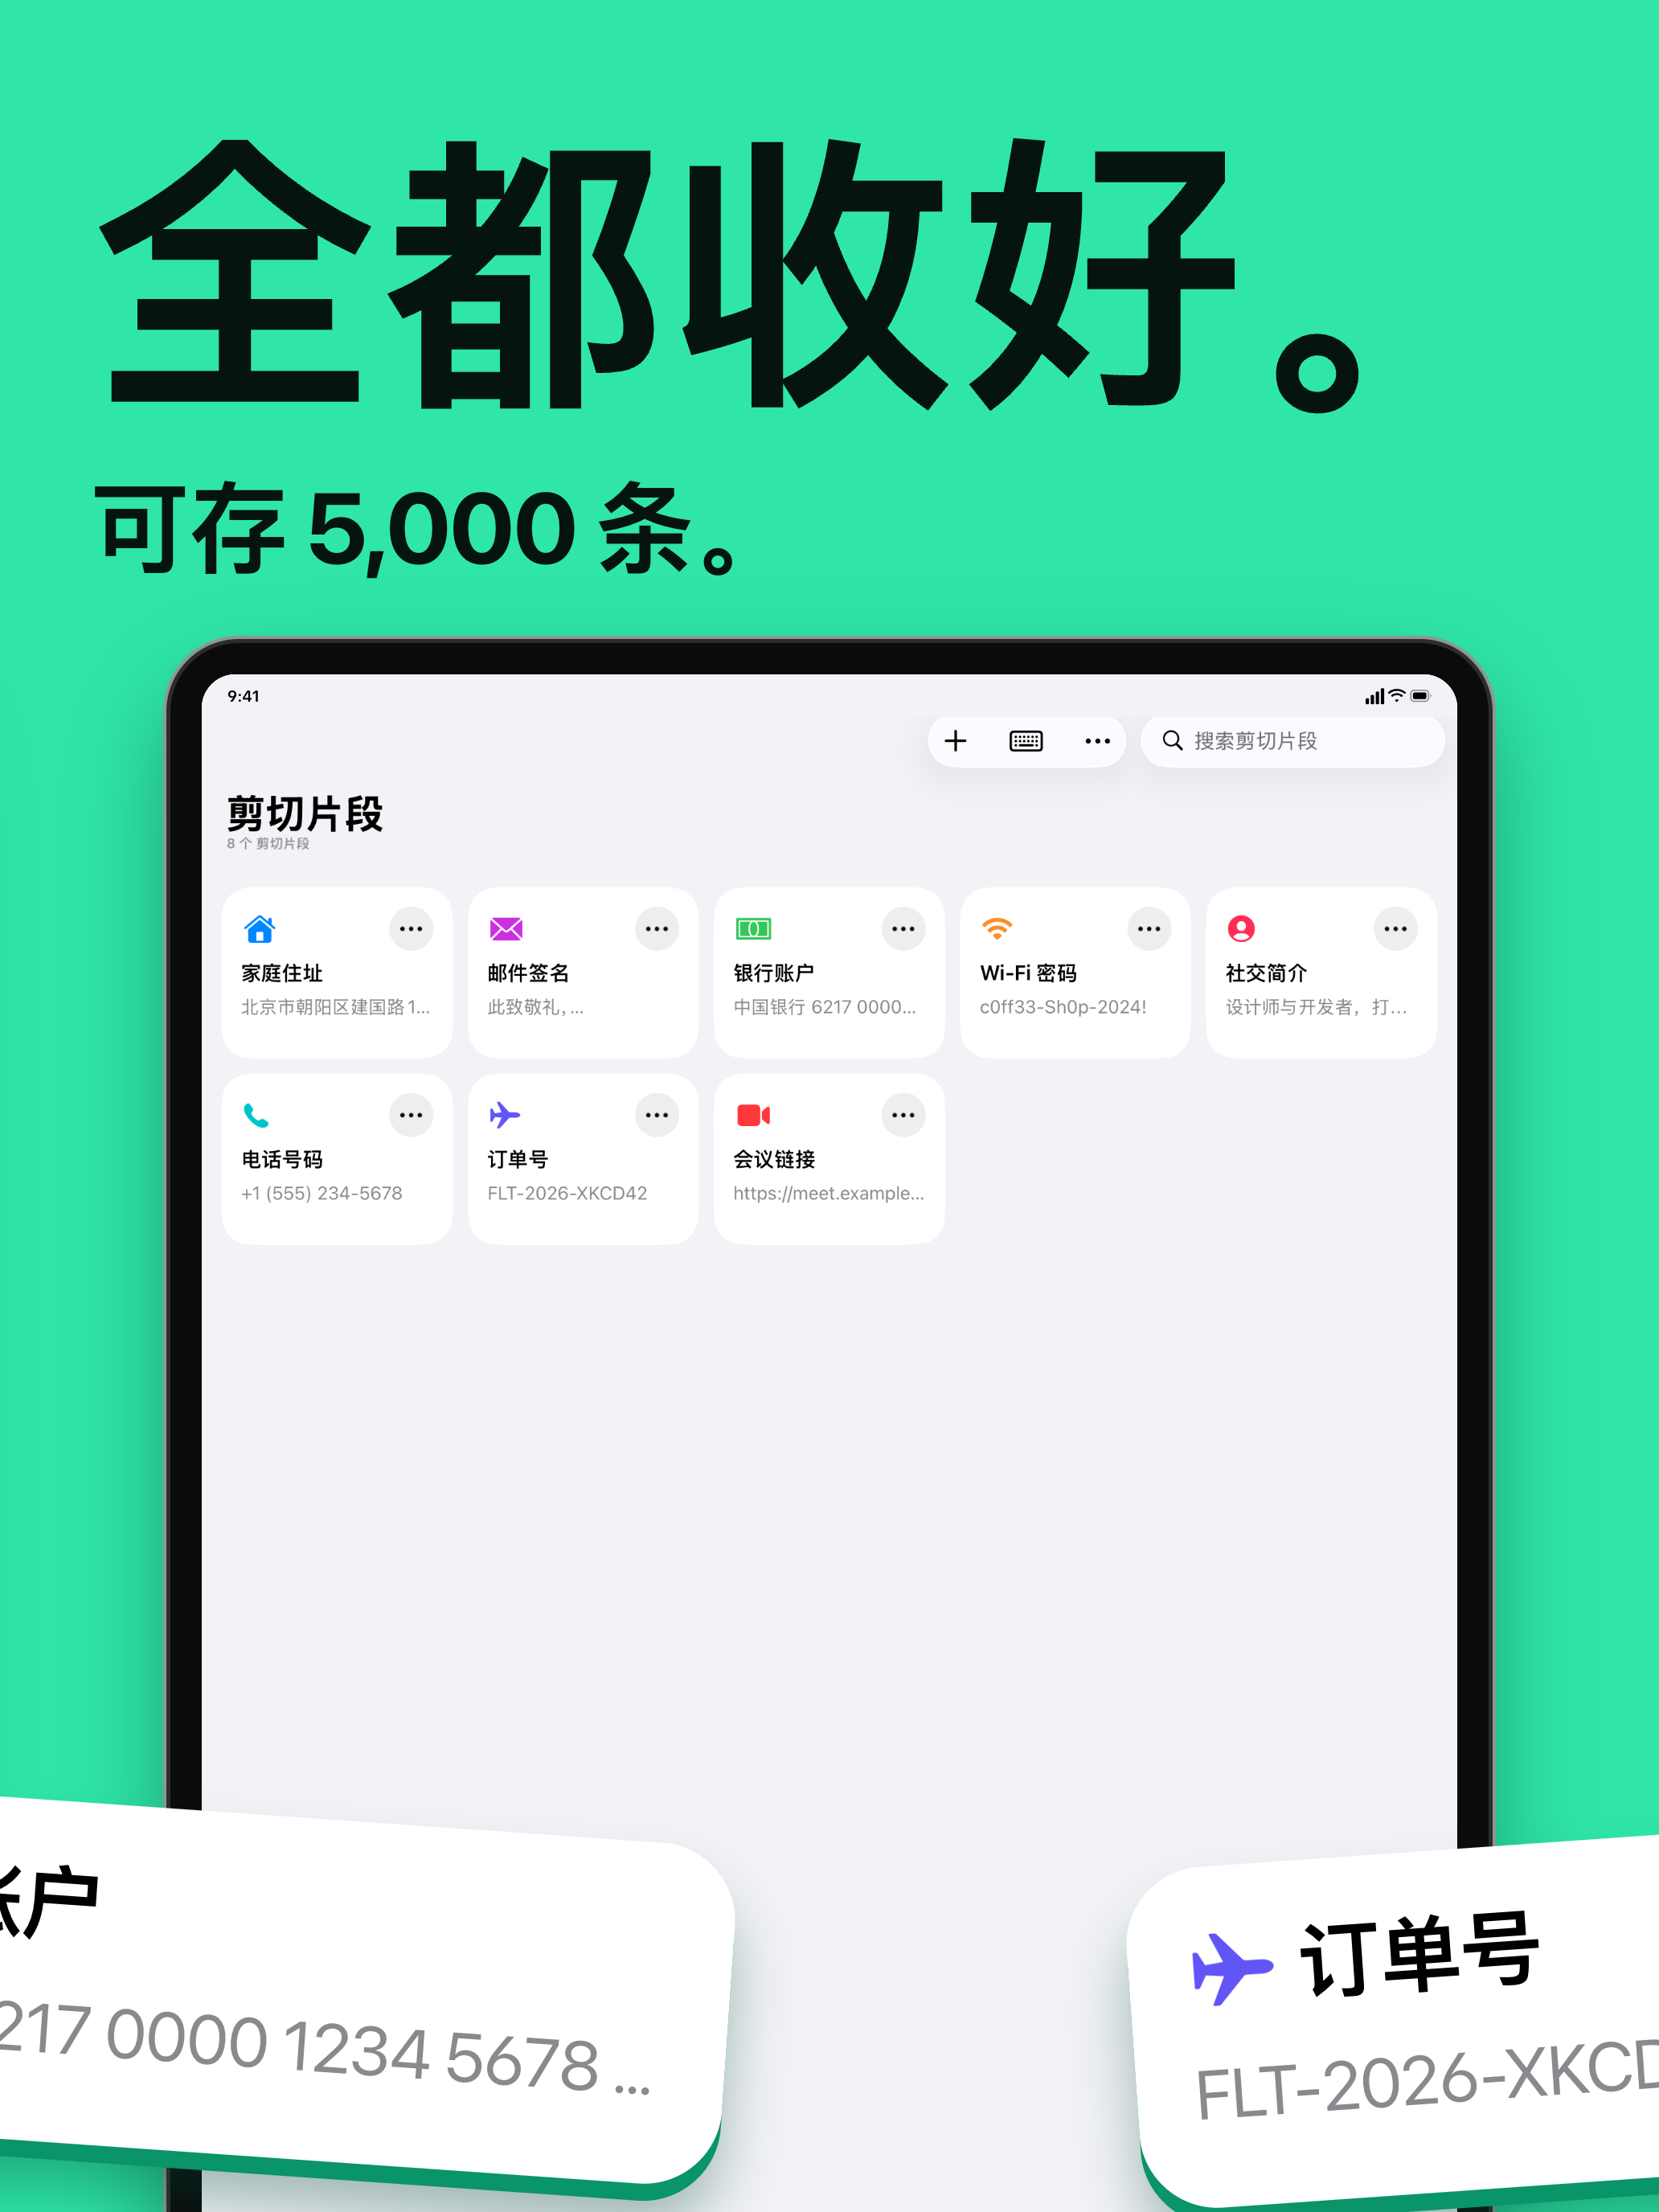 全都收好。
可存 5,000 条。
9:41
搜索剪切片段
剪切片段
8 个 剪切片段
家庭住址
北京市朝阳区建国路 1...
邮件签名
此致敬礼，...
银行账户
中国银行 6217 0000...
Wi-Fi 密码
c0ff33-Sh0p-2024!
社交简介
设计师与开发者，打...
电话号码
+1 (555) 234-5678
订单号
FLT-2026-XKCD42
会议链接
https://meet.example...
账户
217 0000 1234 5678 ...
订单号
FLT-2026-XKCD